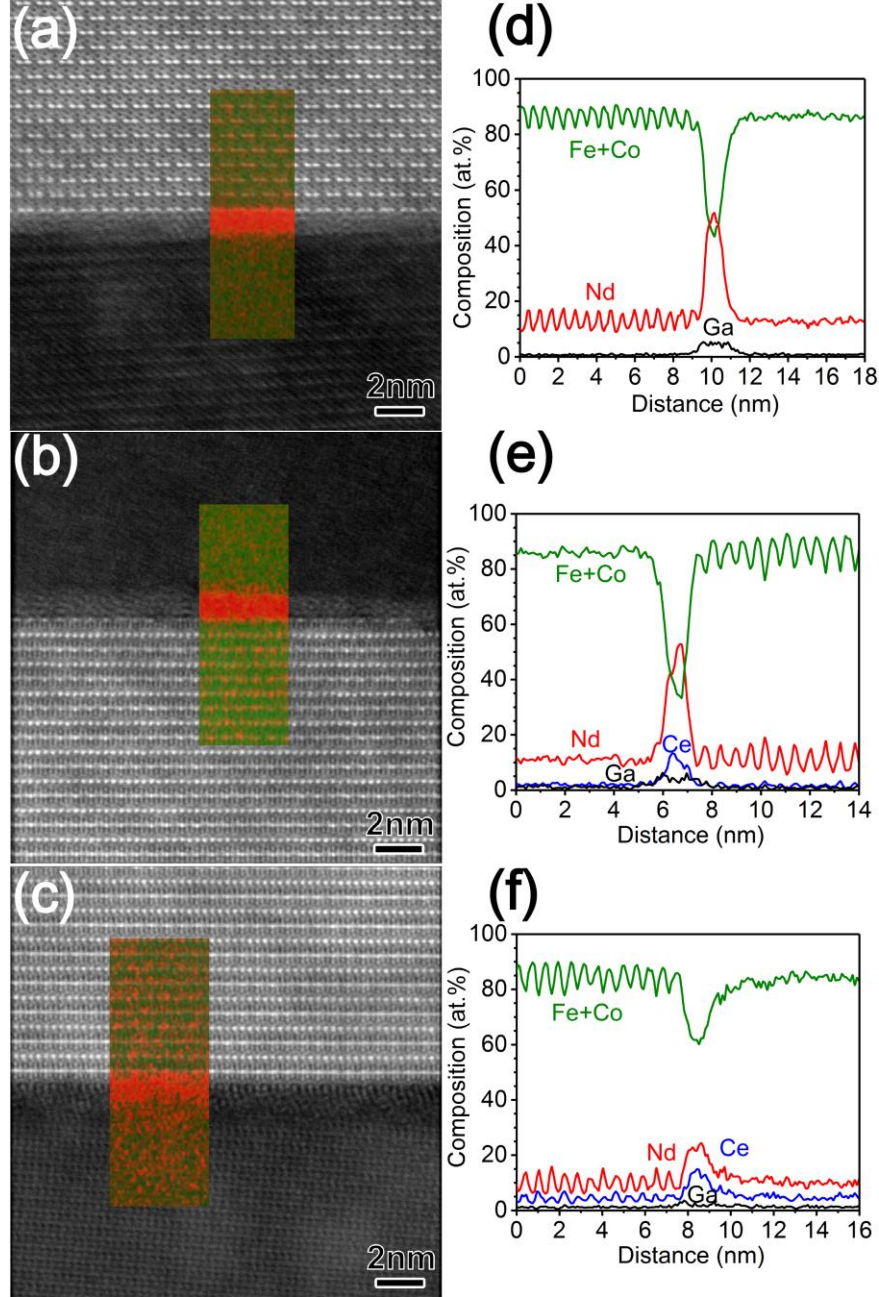 (a)
2nm
(d)
100
80
60
40
20
0
Composition (at.%)
Fe+Co
Nd
Ga
0 2 4 6 8 10 12 14 16 18
Distance (nm)
(b)
2nm
(e)
100
80
60
40
20
0
Composition (at.%)
Fe+Co
Nd
Ce
Ga
0 2 4 6 8 10 12 14
Distance (nm)
(c)
2nm
(f)
100
80
60
40
20
0
Composition (at.%)
Fe+Co
Nd
Ce
Ga
0 2 4 6 8 10 12 14 16
Distance (nm)